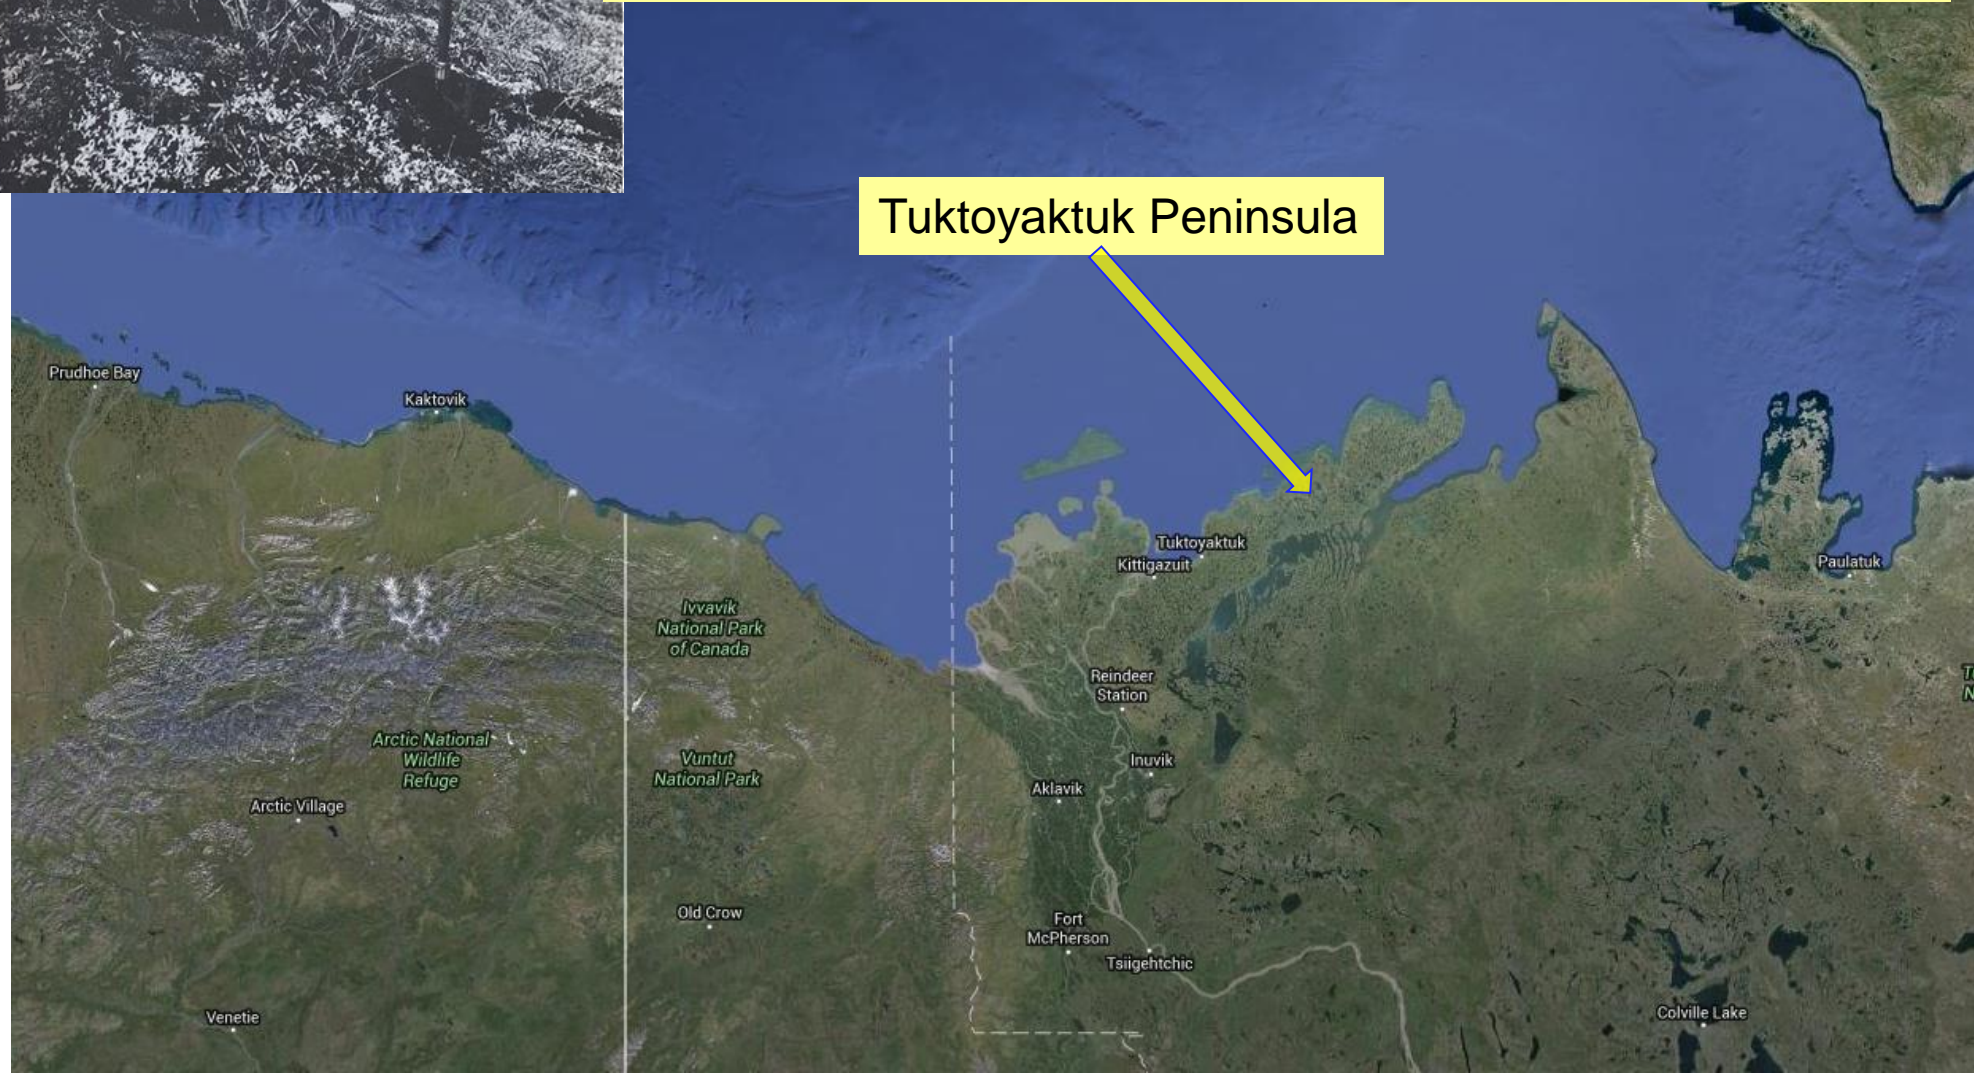 Tuktoyaktuk Peninsula
Prudhoe Bay
Kaktovik
Tuktoyaktuk
Kittigazuit
Paulatuk
Ivvavik
National Park
of Canada
Reindeer
Station
Arctic National
Wildlife
Refuge
Vuntut
National Park
Inuvik
Aklavik
Arctic Village
Old Crow
Fort
McPherson
Tsiigehtchic
Venetie
Colville Lake